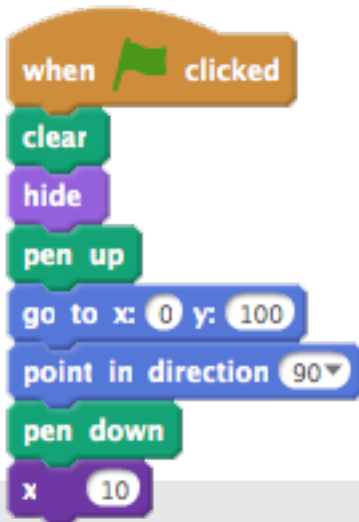 when clicked
clear
hide
pen up
go to x: 0 y: 100
point in direction 90
pen down
x 10